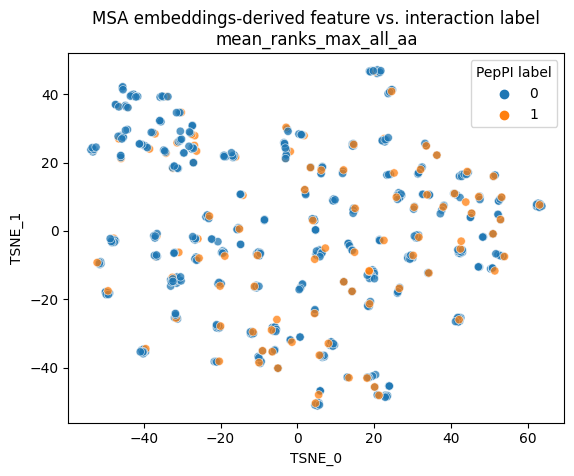 MSA embeddings-derived feature vs. interaction label
mean_ranks_max_all_aa
PepPI label
0
1
40
20
0
−20
−40
TSNE_1
−40
−20
0
20
40
60
TSNE_0